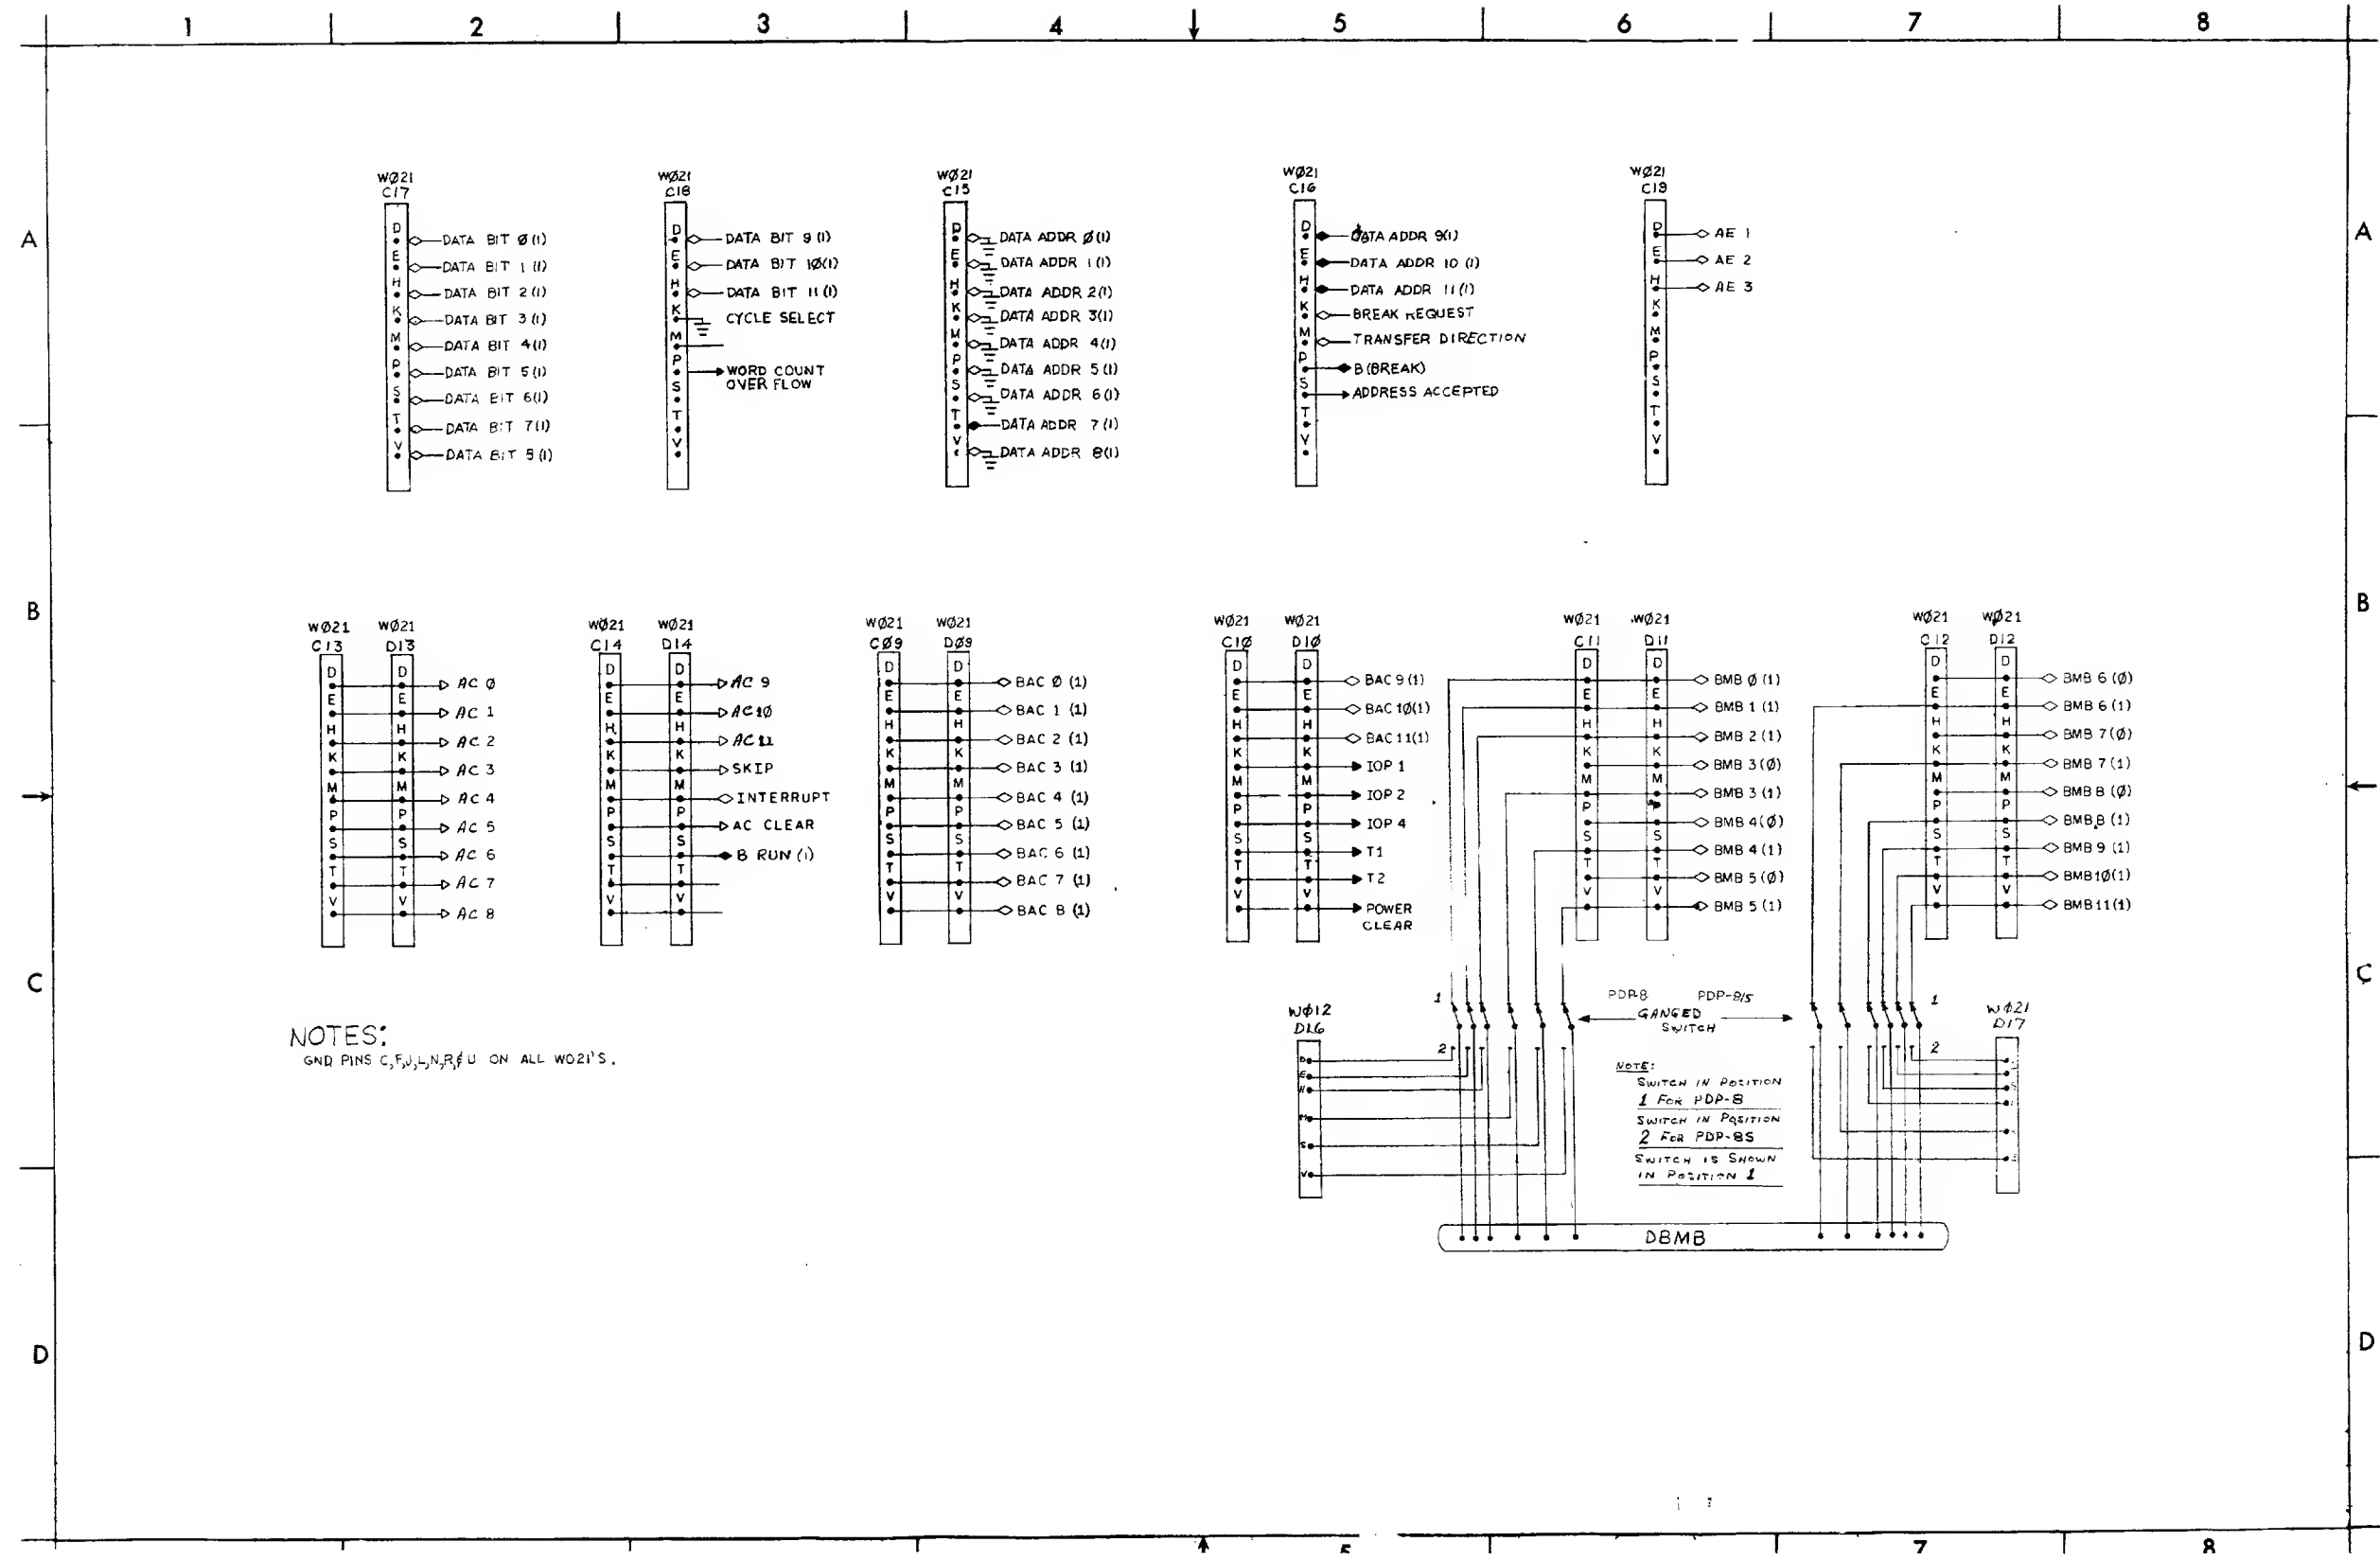 1 2 3 4 5 6 7 8
A
A
WØ21
C17
D
E
H
K
M
P
S
T
V
DATA BIT Ø (1)
DATA BIT 1 (1)
DATA BIT 2 (1)
DATA BIT 3 (1)
DATA BIT 4 (1)
DATA BIT 5 (1)
DATA BIT 6 (1)
DATA BIT 7 (1)
DATA BIT 8 (1)
WØ21
C18
D
E
H
K
M
P
S
T
V
DATA BIT 9 (1)
DATA BIT 1Ø(1)
DATA BIT 11 (1)
CYCLE SELECT
WORD COUNT
OVER FLOW
WØ21
C15
D
E
H
K
M
P
S
T
V
DATA ADDR Ø(1)
DATA ADDR 1 (1)
DATA ADDR 2(1)
DATA ADDR 3(1)
DATA ADDR 4(1)
DATA ADDR 5(1)
DATA ADDR 6(1)
DATA ADDR 7 (1)
DATA ADDR 8(1)
WØ21
C16
D
E
H
K
M
P
S
T
V
DATA ADDR 9(1)
DATA ADDR 10 (1)
DATA ADDR 11(1)
BREAK REQUEST
TRANSFER DIRECTION
B (BREAK)
ADDRESS ACCEPTED
WØ21
C19
D
E
H
K
M
P
S
T
V
AE 1
AE 2
AE 3
B
B
WØ21 WØ21
C13 D13
D D
E E
H H
K K
M M
P P
S S
T T
V V
AC Ø
AC 1
AC 2
AC 3
AC 4
AC 5
AC 6
AC 7
AC 8
WØ21 WØ21
C14 D14
D D
E E
H H
K K
M M
P P
S S
T T
V V
AC 9
AC 1Ø
AC 11
SKIP
INTERRUPT
AC CLEAR
B RUN (1)
WØ21 WØ21
CØ9 DØ9
D D
E E
H H
K K
M M
P P
S S
T T
V V
BAC Ø (1)
BAC 1 (1)
BAC 2 (1)
BAC 3 (1)
BAC 4 (1)
BAC 5 (1)
BAC 6 (1)
BAC 7 (1)
BAC 8 (1)
WØ21 WØ21
C1Ø D1Ø
D D
E E
H H
K K
M M
P P
S S
T T
V V
BAC 9 (1)
BAC 1Ø(1)
BAC 11(1)
IOP 1
IOP 2
IOP 4
T1
T2
POWER
CLEAR
WØ21 WØ21
C11 D11
D D
E E
H H
K K
M M
P P
S S
T T
V V
BMB Ø (1)
BMB 1 (1)
BMB 2 (1)
BMB 3 (Ø)
BMB 3 (1)
BMB 4 (Ø)
BMB 4 (1)
BMB 5 (Ø)
BMB 5 (1)
WØ21 WØ21
C12 D12
D D
E E
H H
K K
M M
P P
S S
T T
V V
BMB 6 (Ø)
BMB 6 (1)
BMB 7 (Ø)
BMB 7 (1)
BMB 8 (Ø)
BMB 8 (1)
BMB 9 (1)
BMB 1Ø(1)
BMB 11(1)
C
C
NOTES:
GND PINS C,F,J,L,N,R,& U ON ALL W021'S.
WØ12
D16
D
E
H
M
S
V
1
2
PDP-8 PDP-8/S
GANGED
SWITCH
NOTE:
SWITCH IN POSITION
1 FOR PDP-8
SWITCH IN POSITION
2 FOR PDP-8S
SWITCH IS SHOWN
IN POSITION 1
1
2
WØ21
D17
DBMB
D
D
5 7 8